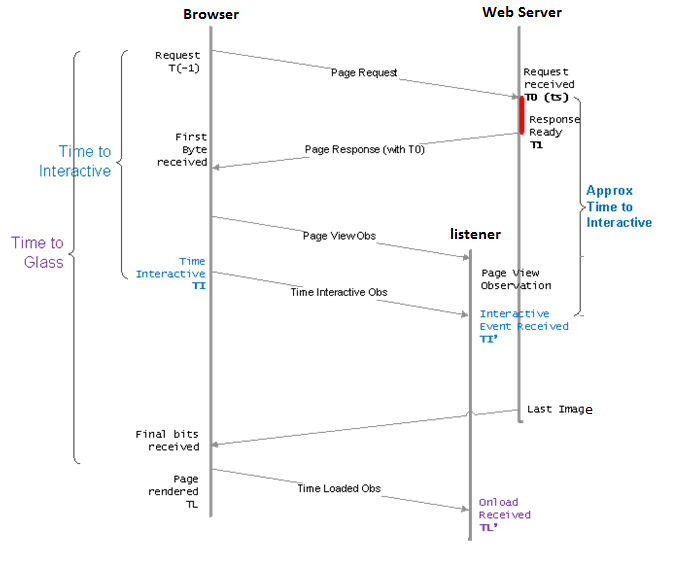 Browser
Web Server
Request
T(-1)
Page Request
Request
received
T0 (ts)
Response
Ready
T1
First
Byte
received
Page Response (with T0)
Time to
Interactive
Approx
Time to
Interactive
Time to
Glass
Page View Obs
listener
Time
Interactive
TI
Page View
Observation
Time Interactive Obs
Interactive
Event Received
TI'
Last Image
Final bits
received
Page
rendered
TL
Time Loaded Obs
Onload
Received
TL'